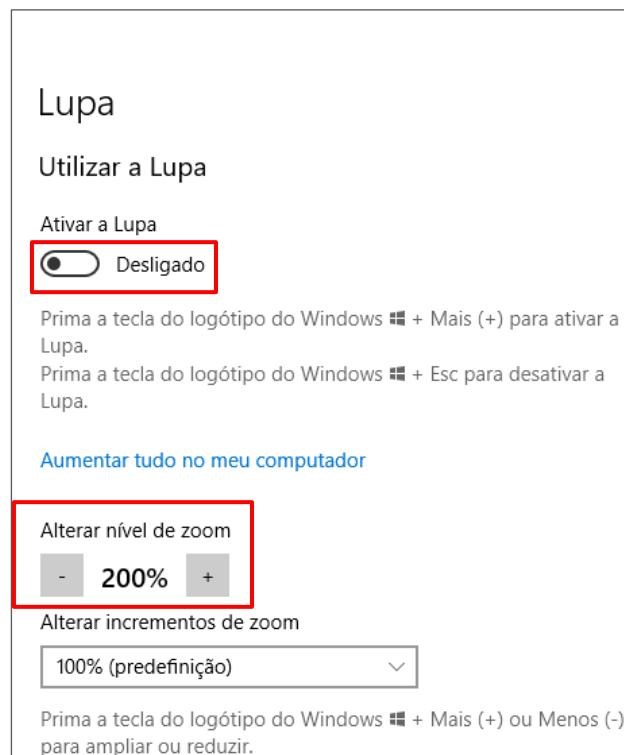 Lupa
Utilizar a Lupa
Ativar a Lupa
Desligado
Prima a tecla do logótipo do Windows + Mais (+) para ativar a
Lupa.
Prima a tecla do logótipo do Windows + Esc para desativar a
Lupa.
Aumentar tudo no meu computador
Alterar nível de zoom
- 200% +
Alterar incrementos de zoom
100% (predefinição)
Prima a tecla do logótipo do Windows + Mais (+) ou Menos (-)
para ampliar ou reduzir.